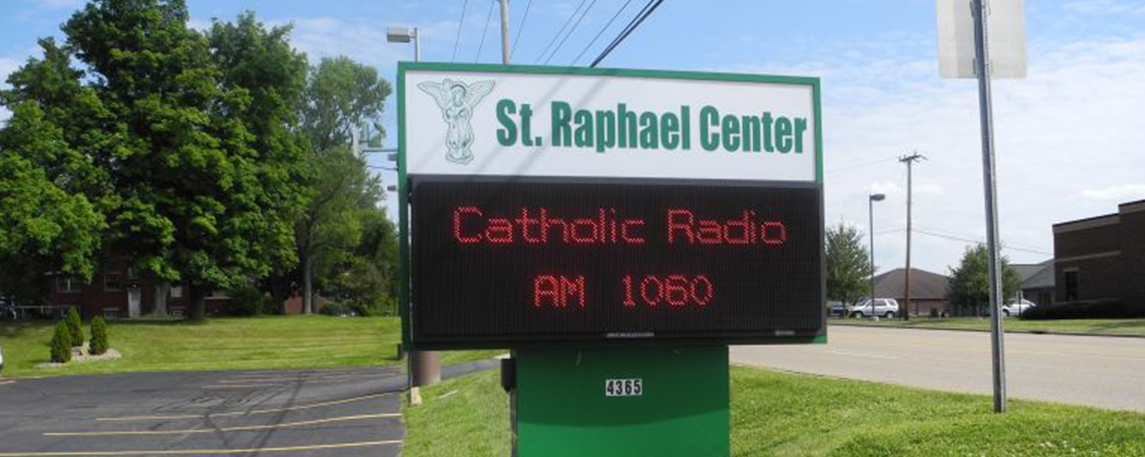 St. Raphael Center
Catholic Radio
AM 1060
4365